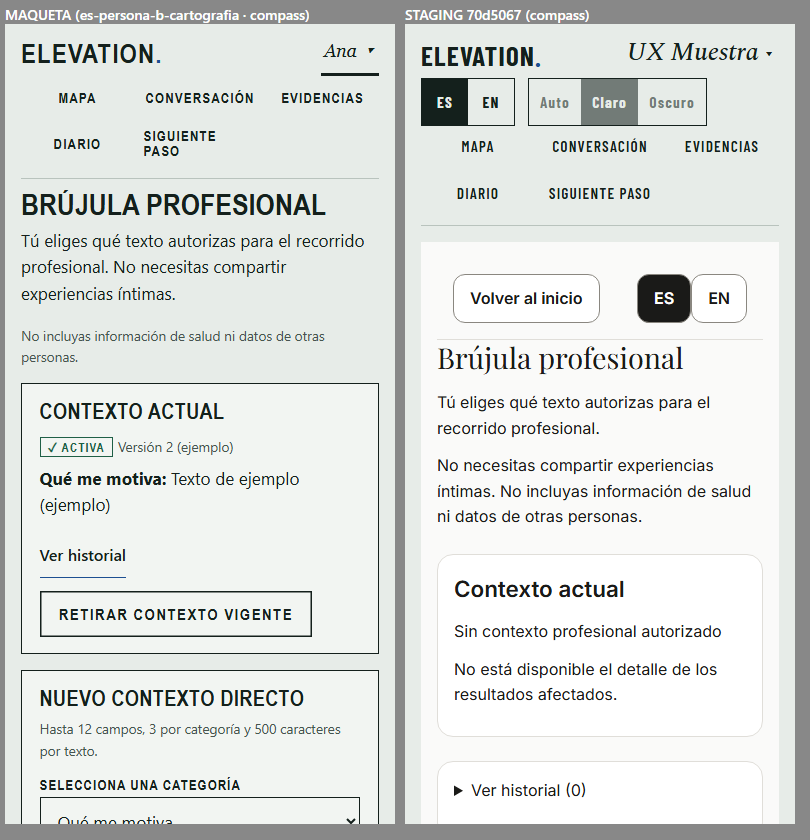 MAQUETA (es-persona-b-cartografia · compass)
ELEVATION.
Ana ▾
MAPA CONVERSACIÓN EVIDENCIAS
DIARIO SIGUIENTE
PASO
BRÚJULA PROFESIONAL
Tú eliges qué texto autorizas para el recorrido
profesional. No necesitas compartir
experiencias íntimas.
No incluyas información de salud ni datos de otras
personas.
CONTEXTO ACTUAL
✓ ACTIVA Versión 2 (ejemplo)
Qué me motiva: Texto de ejemplo
(ejemplo)
Ver historial
RETIRAR CONTEXTO VIGENTE
NUEVO CONTEXTO DIRECTO
Hasta 12 campos, 3 por categoría y 500 caracteres
por texto.
SELECCIONA UNA CATEGORÍA
Qué me motiva
STAGING 70d5067 (compass)
ELEVATION.
UX Muestra ▾
ES EN Auto Claro Oscuro
MAPA CONVERSACIÓN EVIDENCIAS
DIARIO SIGUIENTE PASO
Volver al inicio ES EN
Brújula profesional
Tú eliges qué texto autorizas para el
recorrido profesional.
No necesitas compartir experiencias
íntimas. No incluyas información de salud
ni datos de otras personas.
Contexto actual
Sin contexto profesional autorizado
No está disponible el detalle de los
resultados afectados.
▶ Ver historial (0)